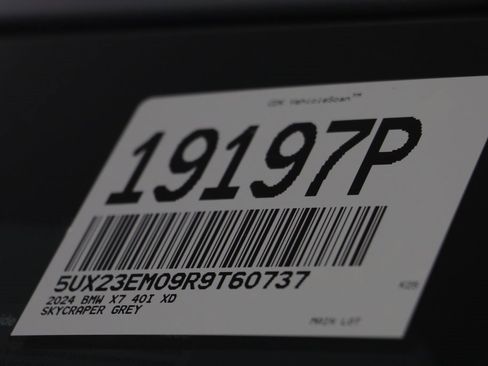 CDK VehicleScan™
19197P
5UX23EM09R9T60737
2024 BMW X7 40I XD
SKYCRAPER GREY
MAIN LOT